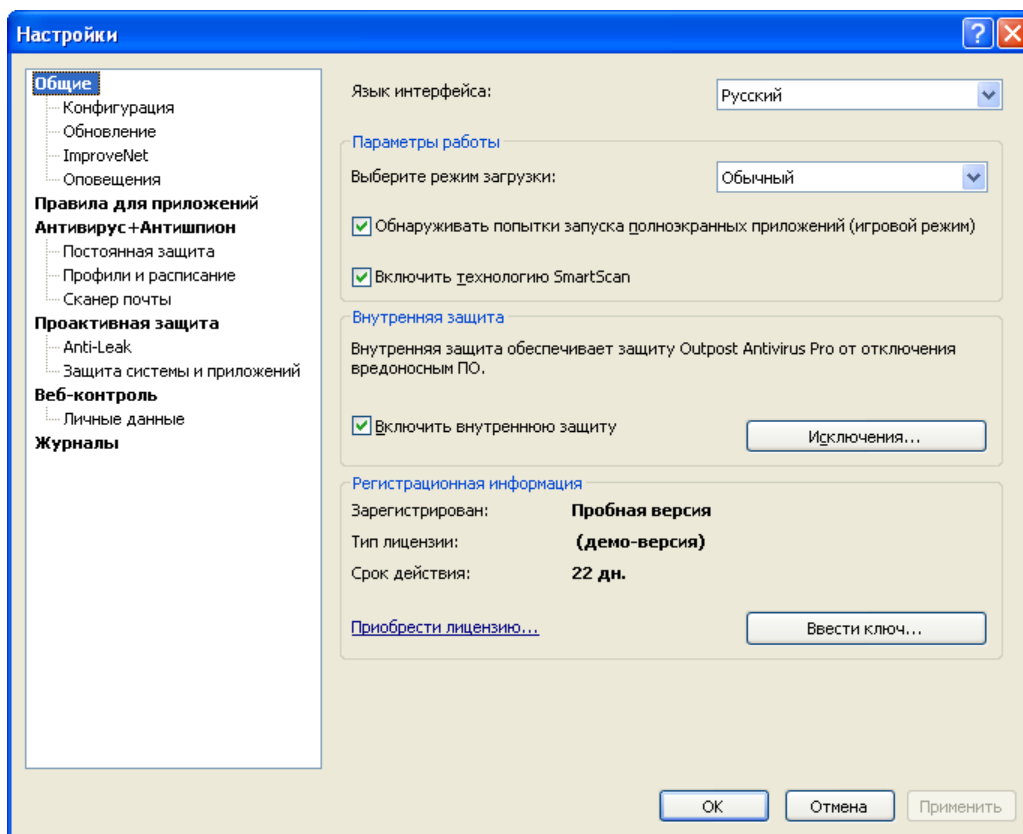 Настройки
Общие
Конфигурация
Обновление
ImproveNet
Оповещения
Правила для приложений
Антивирус+Антишпион
Постоянная защита
Профили и расписание
Сканер почты
Проактивная защита
Anti-Leak
Защита системы и приложений
Веб-контроль
Личные данные
Журналы
Язык интерфейса: Русский
Параметры работы
Выберите режим загрузки: Обычный
Обнаруживать попытки запуска полноэкранных приложений (игровой режим)
Включить технологию SmartScan
Внутренняя защита
Внутренняя защита обеспечивает защиту Outpost Antivirus Pro от отключения
вредоносным ПО.
Включить внутреннюю защиту Исключения...
Регистрационная информация
Зарегистрирован: Пробная версия
Тип лицензии: (демо-версия)
Срок действия: 22 дн.
Приобрести лицензию... Ввести ключ...
ОК Отмена Применить